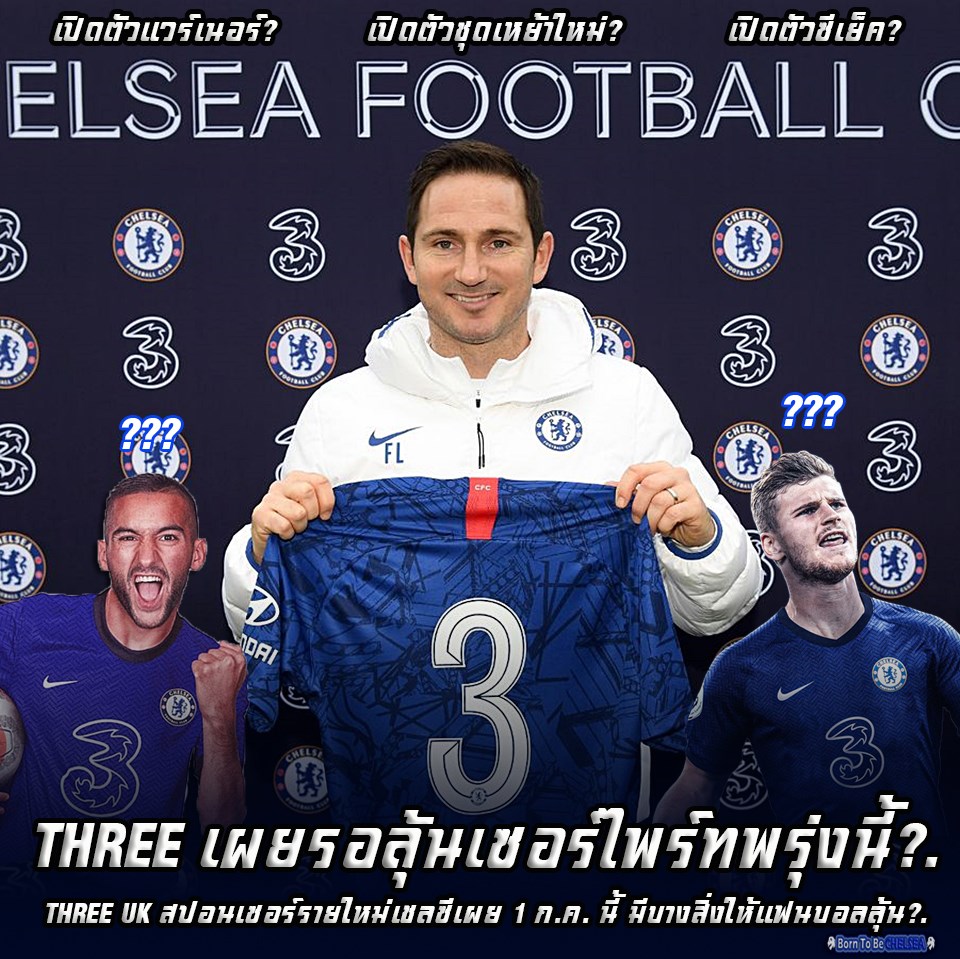 เปิดตัวแวร์เนอร์? เปิดตัวชุดเหย้าใหม่? เปิดตัวซีเย็ค?
ELSEA FOOTBALL C
??? ???
FL
CFC
3
THREE เผยรอลุ้นเซอร์ไพร์ทพรุ่งนี้?.
THREE UK สปอนเซอร์รายใหม่เชลซีเผย 1 ก.ค. นี้ มีบางสิ่งให้แฟนบอลลุ้น?.
Born To Be CHELSEA